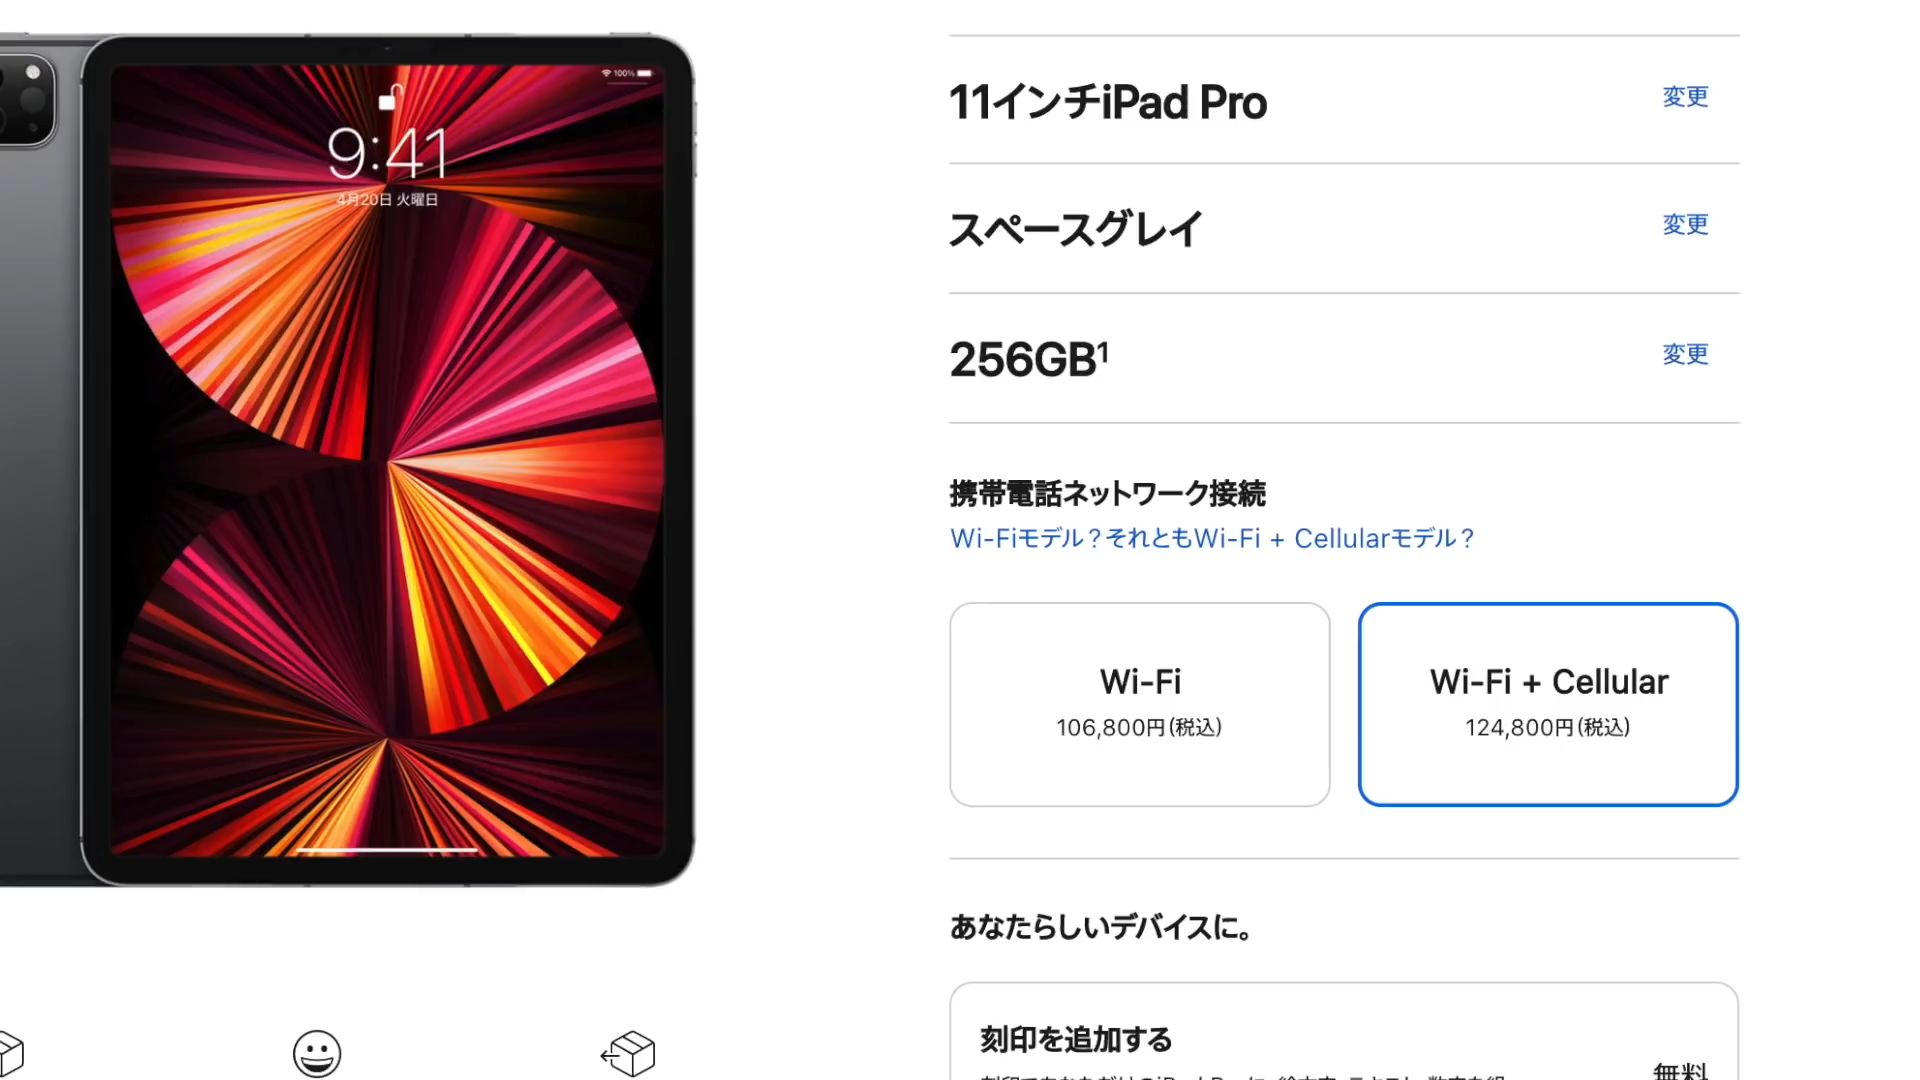 100%
9:41
4月20日 火曜日
11インチiPad Pro
変更
スペースグレイ
変更
256GB¹
変更
携帯電話ネットワーク接続
Wi-Fiモデル？それともWi-Fi + Cellularモデル？
Wi-Fi
106,800円(税込)
Wi-Fi + Cellular
124,800円(税込)
あなたらしいデバイスに。
刻印を追加する
無料